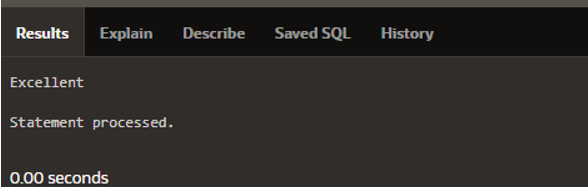 Results Explain Describe Saved SQL History
Excellent
Statement processed.
0.00 seconds